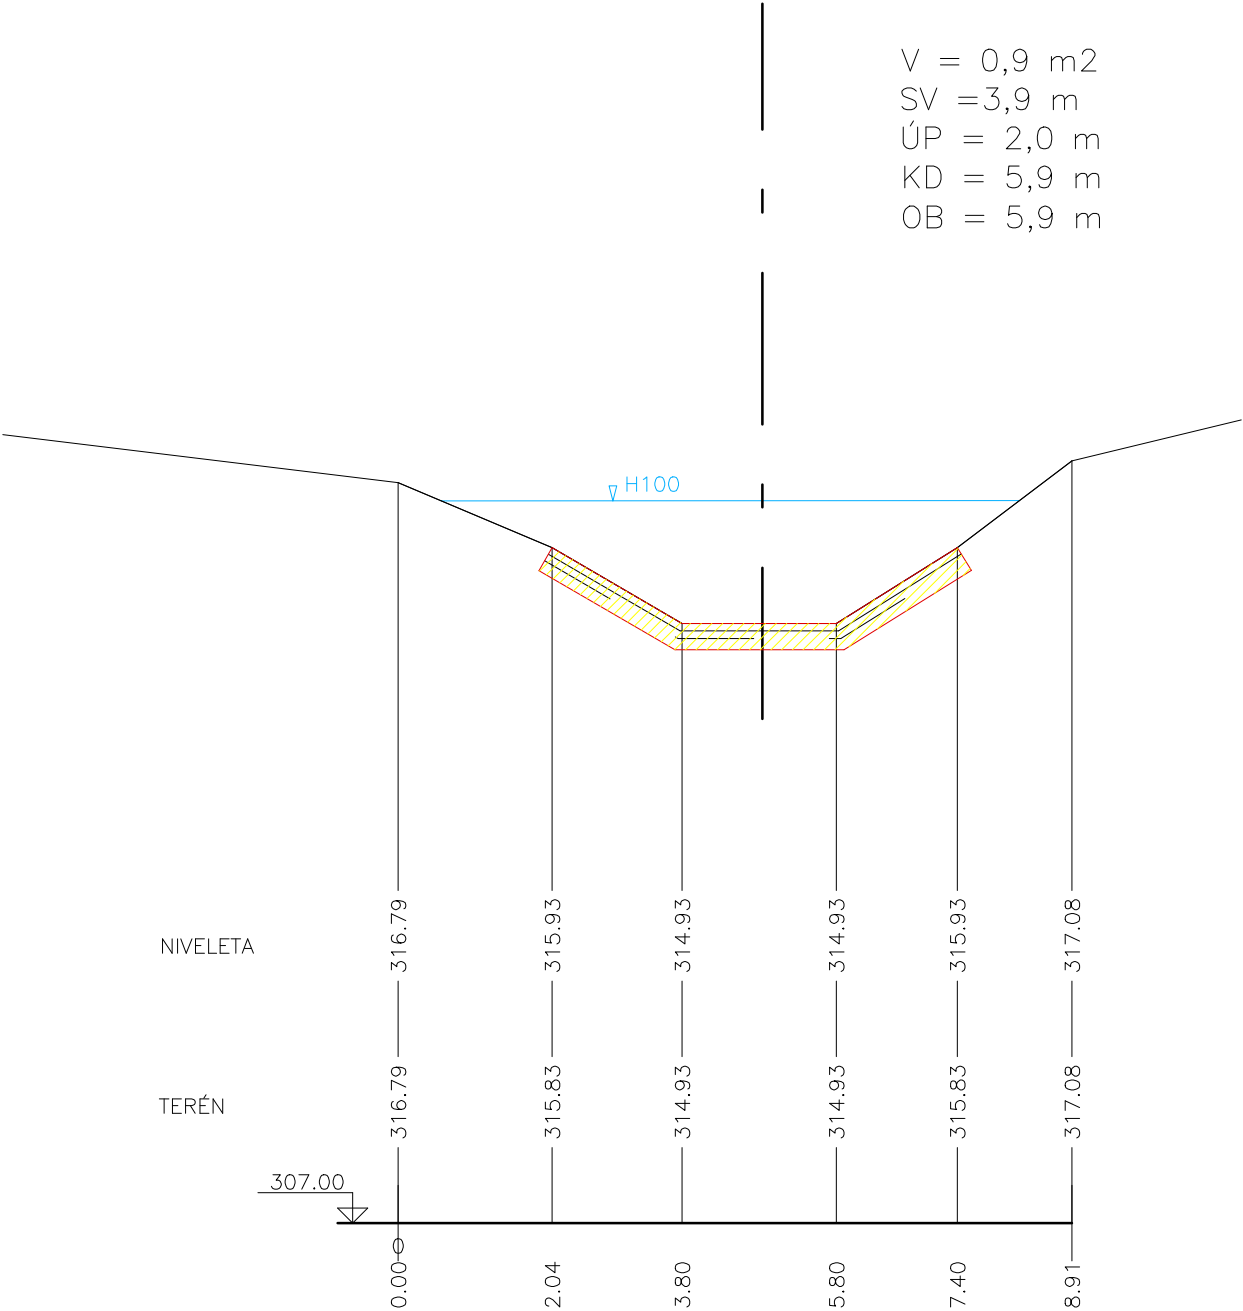 V = 0,9 m2
SV =3,9 m
ÚP = 2,0 m
KD = 5,9 m
OB = 5,9 m
H100
NIVELETA
316.79
315.93
314.93
314.93
315.93
317.08
TERÉN
316.79
315.83
314.93
314.93
315.83
317.08
307.00
0
0.00
2.04
3.80
5.80
7.40
8.91